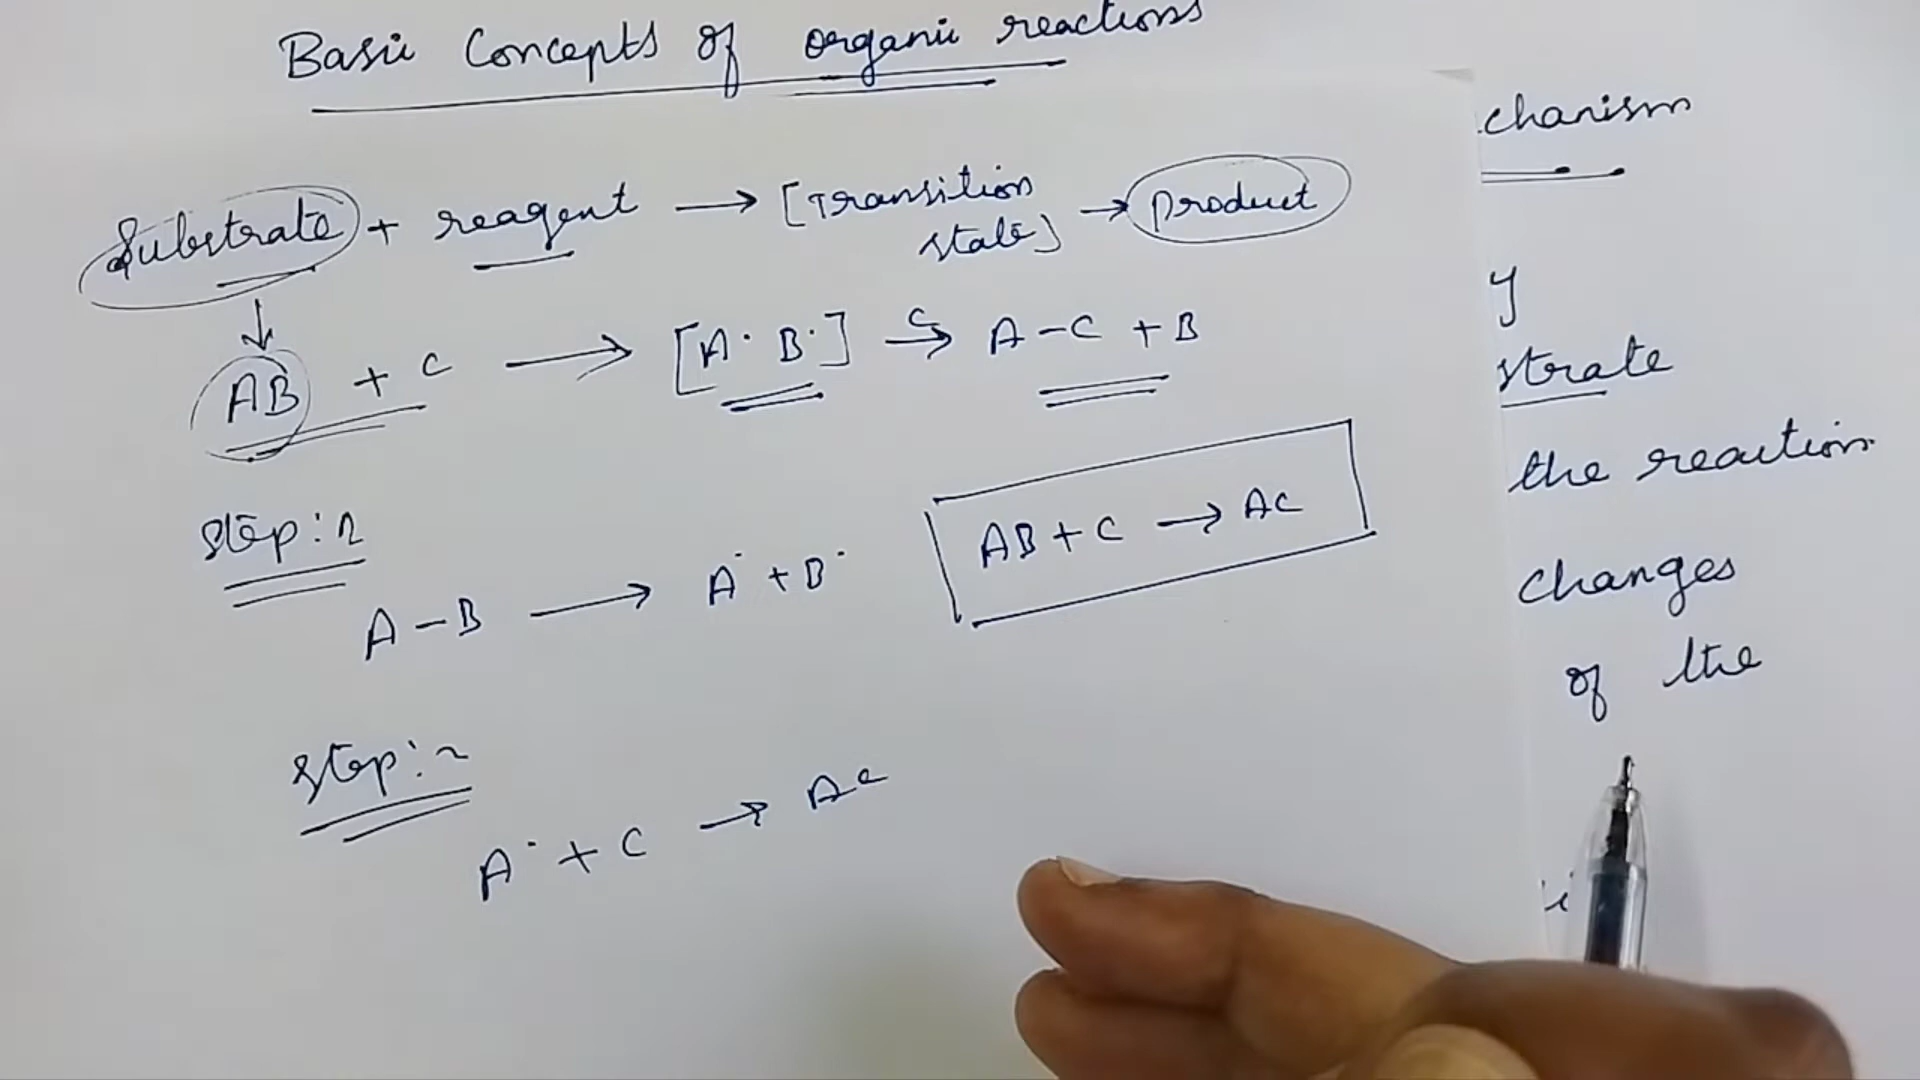 Basic Concepts of organic reactions
chanism
Substrate + reagent → [Transition state] → product
↓
AB + C → [A· B·] –C→ A-C + B
y
strate
the reaction
Step: 1
AB + C → AC
A - B → A· + B·
changes
of the
Step: 2
A· + C → AC